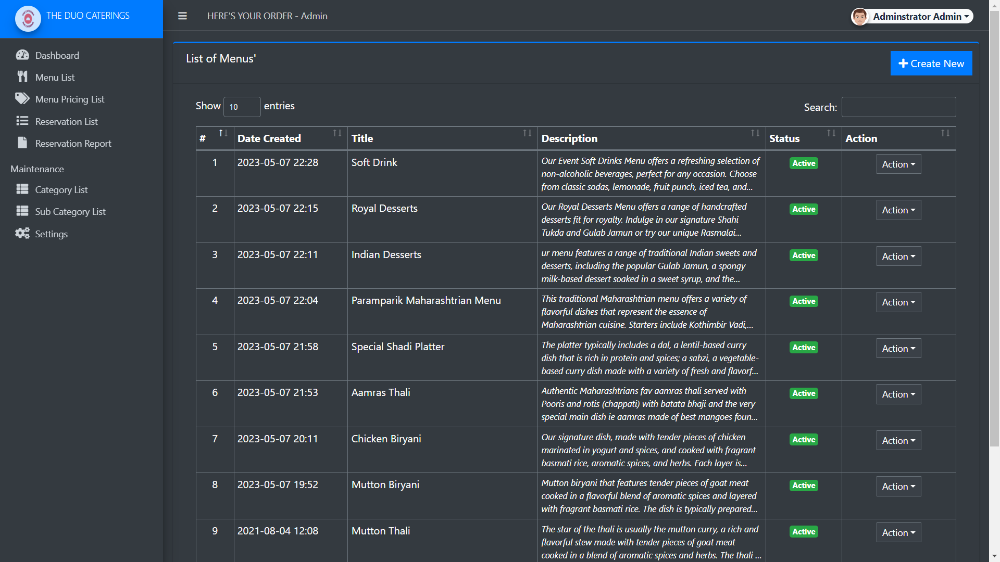 THE DUO CATERINGS
HERE'S YOUR ORDER - Admin
Adminstrator Admin
Dashboard
Menu List
Menu Pricing List
Reservation List
Reservation Report
Maintenance
Category List
Sub Category List
Settings
List of Menus'
Create New
Show 10 entries
Search:
# Date Created Title Description Status Action
1 2023-05-07 22:28 Soft Drink Our Event Soft Drinks Menu offers a refreshing selection of Active Action
non-alcoholic beverages, perfect for any occasion. Choose
from classic sodas, lemonade, fruit punch, iced tea, and...
2 2023-05-07 22:15 Royal Desserts Our Royal Desserts Menu offers a range of handcrafted Active Action
desserts fit for royalty. Indulge in our signature Shahi
Tukda and Gulab Jamun or try our unique Rasmalai...
3 2023-05-07 22:11 Indian Desserts ur menu features a range of traditional Indian sweets and Active Action
desserts, including the popular Gulab Jamun, a spongy
milk-based dessert soaked in a sweet syrup, and the...
4 2023-05-07 22:04 Paramparik Maharashtrian Menu This traditional Maharashtrian menu offers a variety of Active Action
flavorful dishes that represent the essence of
Maharashtrian cuisine. Starters include Kothimbir Vadi,...
5 2023-05-07 21:58 Special Shadi Platter The platter typically includes a dal, a lentil-based curry Active Action
dish that is rich in protein and spices; a sabzi, a vegetable-
based curry dish made with a variety of fresh and flavorf...
6 2023-05-07 21:53 Aamras Thali Authentic Maharashtrians fav aamras thali served with Active Action
Pooris and rotis (chappati) with batata bhaji and the very
special main dish ie aamras made of best mangoes foun...
7 2023-05-07 20:11 Chicken Biryani Our signature dish, made with tender pieces of chicken Active Action
marinated in yogurt and spices, and cooked with fragrant
basmati rice, aromatic spices, and herbs. Each layer is...
8 2023-05-07 19:52 Mutton Biryani Mutton biryani that features tender pieces of goat meat Active Action
cooked in a flavorful blend of aromatic spices and layered
with fragrant basmati rice. The dish is typically prepared...
9 2021-08-04 12:08 Mutton Thali The star of the thali is usually the mutton curry, a rich and Active Action
flavorful stew made with tender pieces of goat meat
cooked in a blend of aromatic spices and herbs. The thali ...